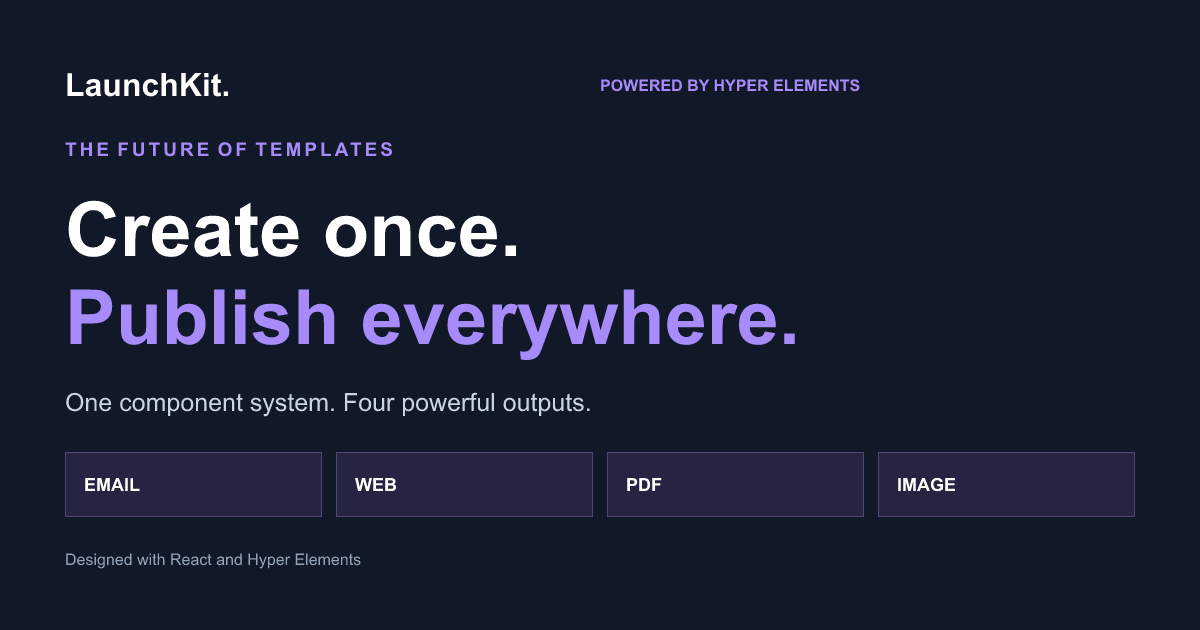 LaunchKit.
POWERED BY HYPER ELEMENTS
THE FUTURE OF TEMPLATES
Create once.
Publish everywhere.
One component system. Four powerful outputs.
EMAIL
WEB
PDF
IMAGE
Designed with React and Hyper Elements